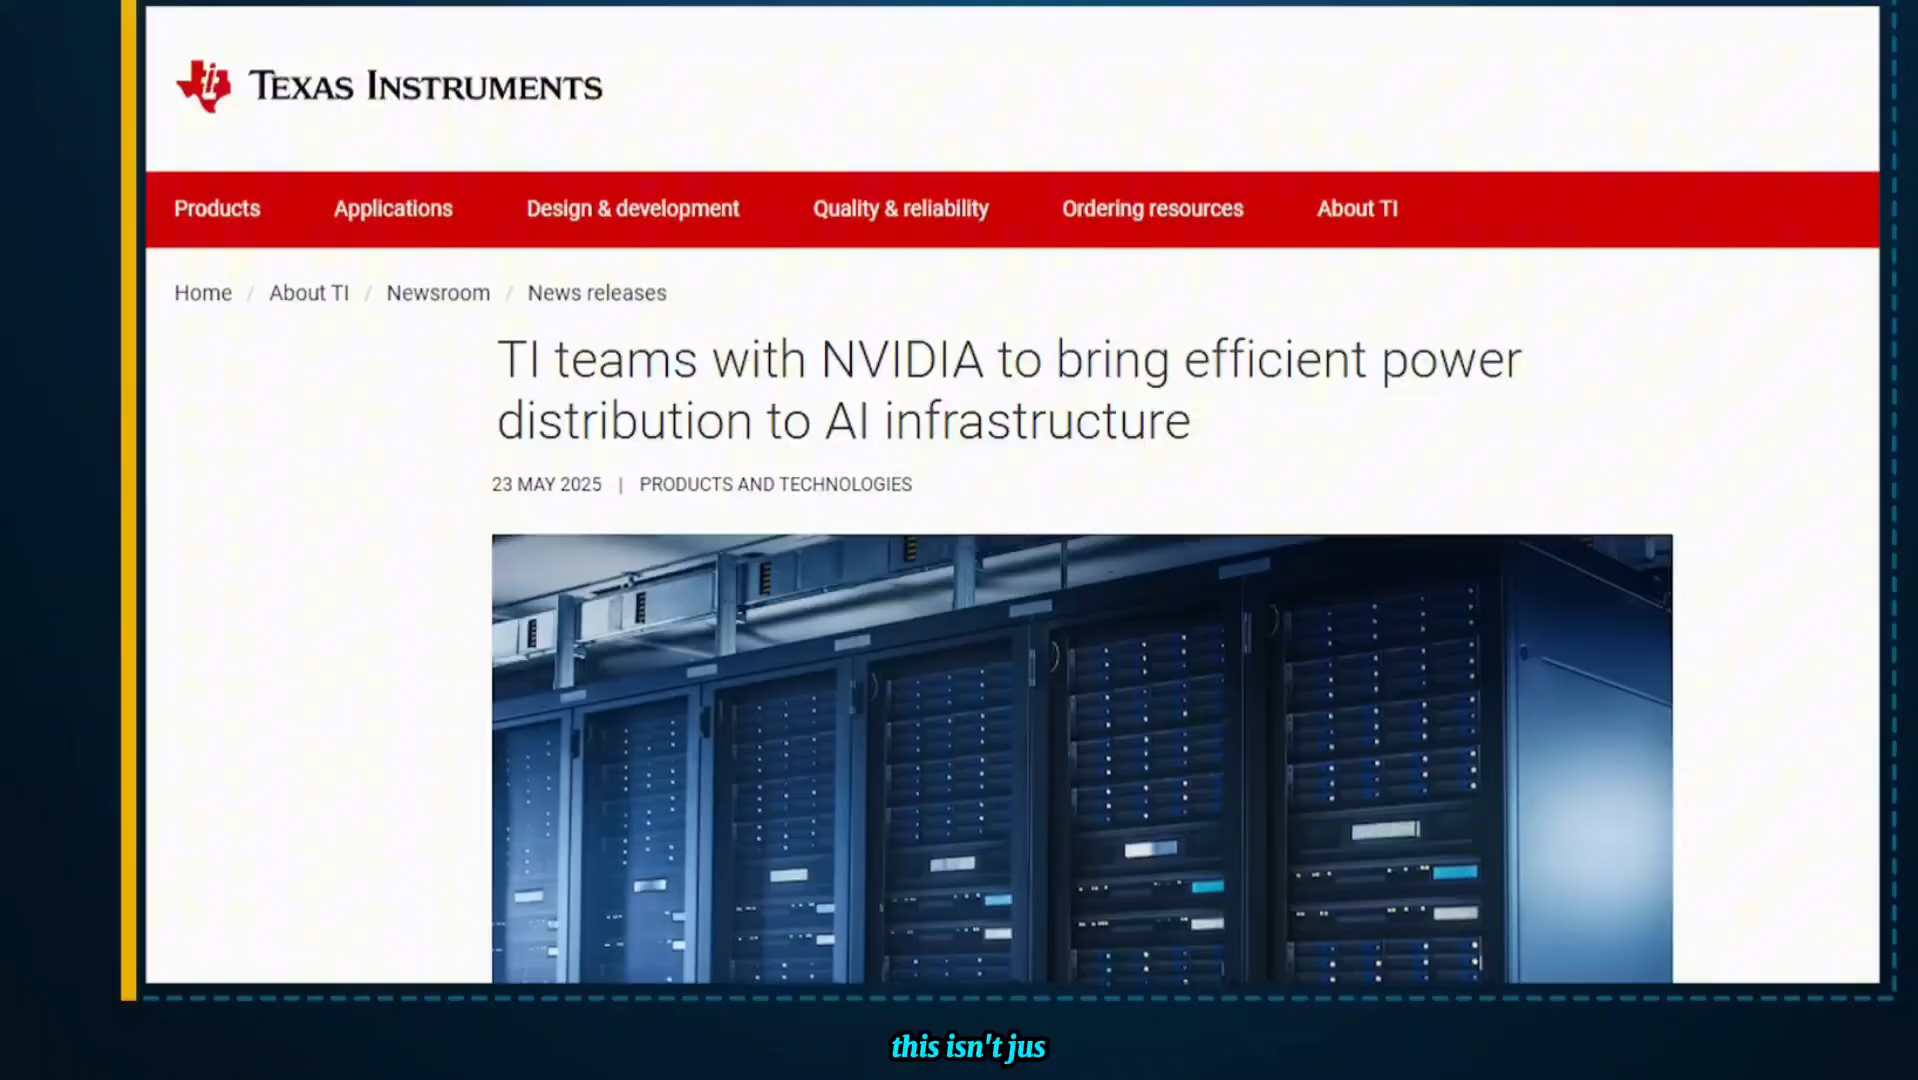 TEXAS INSTRUMENTS
Products Applications Design & development Quality & reliability Ordering resources About TI
Home / About TI / Newsroom / News releases
TI teams with NVIDIA to bring efficient power
distribution to AI infrastructure
23 MAY 2025 | PRODUCTS AND TECHNOLOGIES
this isn't jus